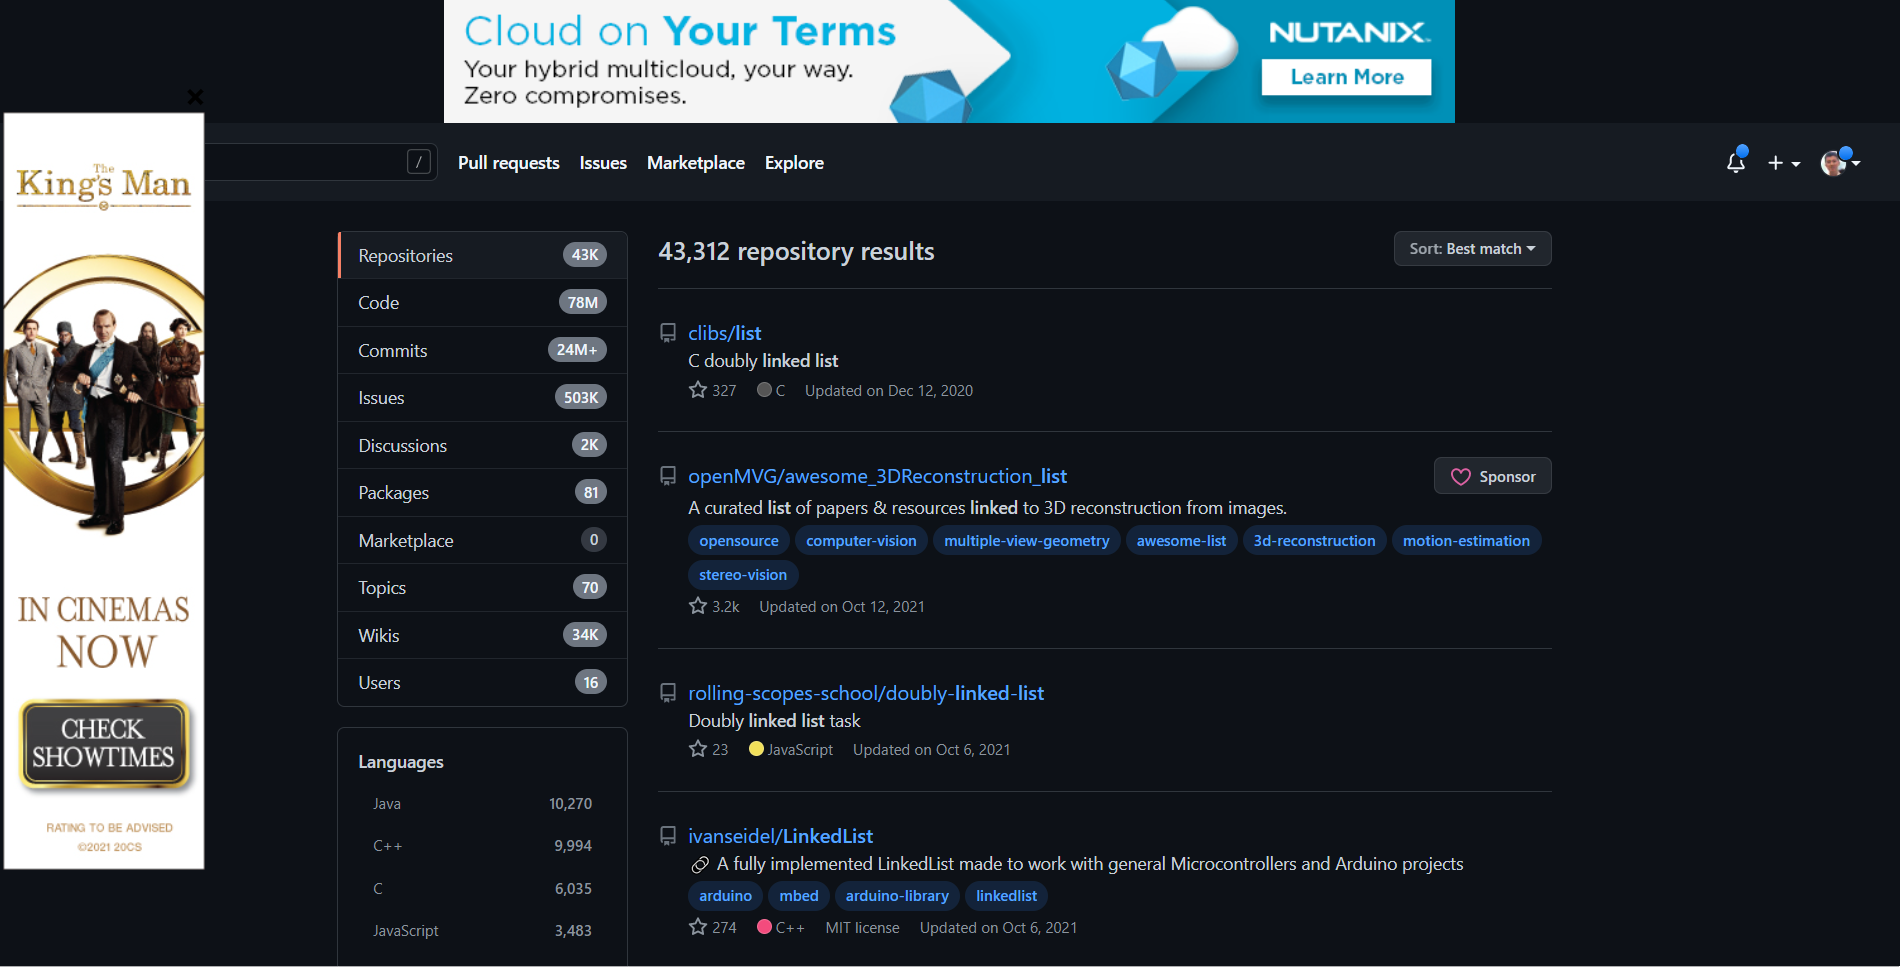 Cloud on Your Terms
Your hybrid multicloud, your way.
Zero compromises.
NUTANIX
Learn More
The
King's Man
IN CINEMAS
NOW
CHECK
SHOWTIMES
RATING TO BE ADVISED
©2021 20CS
/
Pull requests Issues Marketplace Explore
Repositories 43K
Code 78M
Commits 24M+
Issues 503K
Discussions 2K
Packages 81
Marketplace 0
Topics 70
Wikis 34K
Users 16
Languages
Java 10,270
C++ 9,994
C 6,035
JavaScript 3,483
43,312 repository results
Sort: Best match
clibs/list
C doubly linked list
327 C Updated on Dec 12, 2020
openMVG/awesome_3DReconstruction_list
Sponsor
A curated list of papers & resources linked to 3D reconstruction from images.
opensource computer-vision multiple-view-geometry awesome-list 3d-reconstruction motion-estimation
stereo-vision
3.2k Updated on Oct 12, 2021
rolling-scopes-school/doubly-linked-list
Doubly linked list task
23 JavaScript Updated on Oct 6, 2021
ivanseidel/LinkedList
A fully implemented LinkedList made to work with general Microcontrollers and Arduino projects
arduino mbed arduino-library linkedlist
274 C++ MIT license Updated on Oct 6, 2021